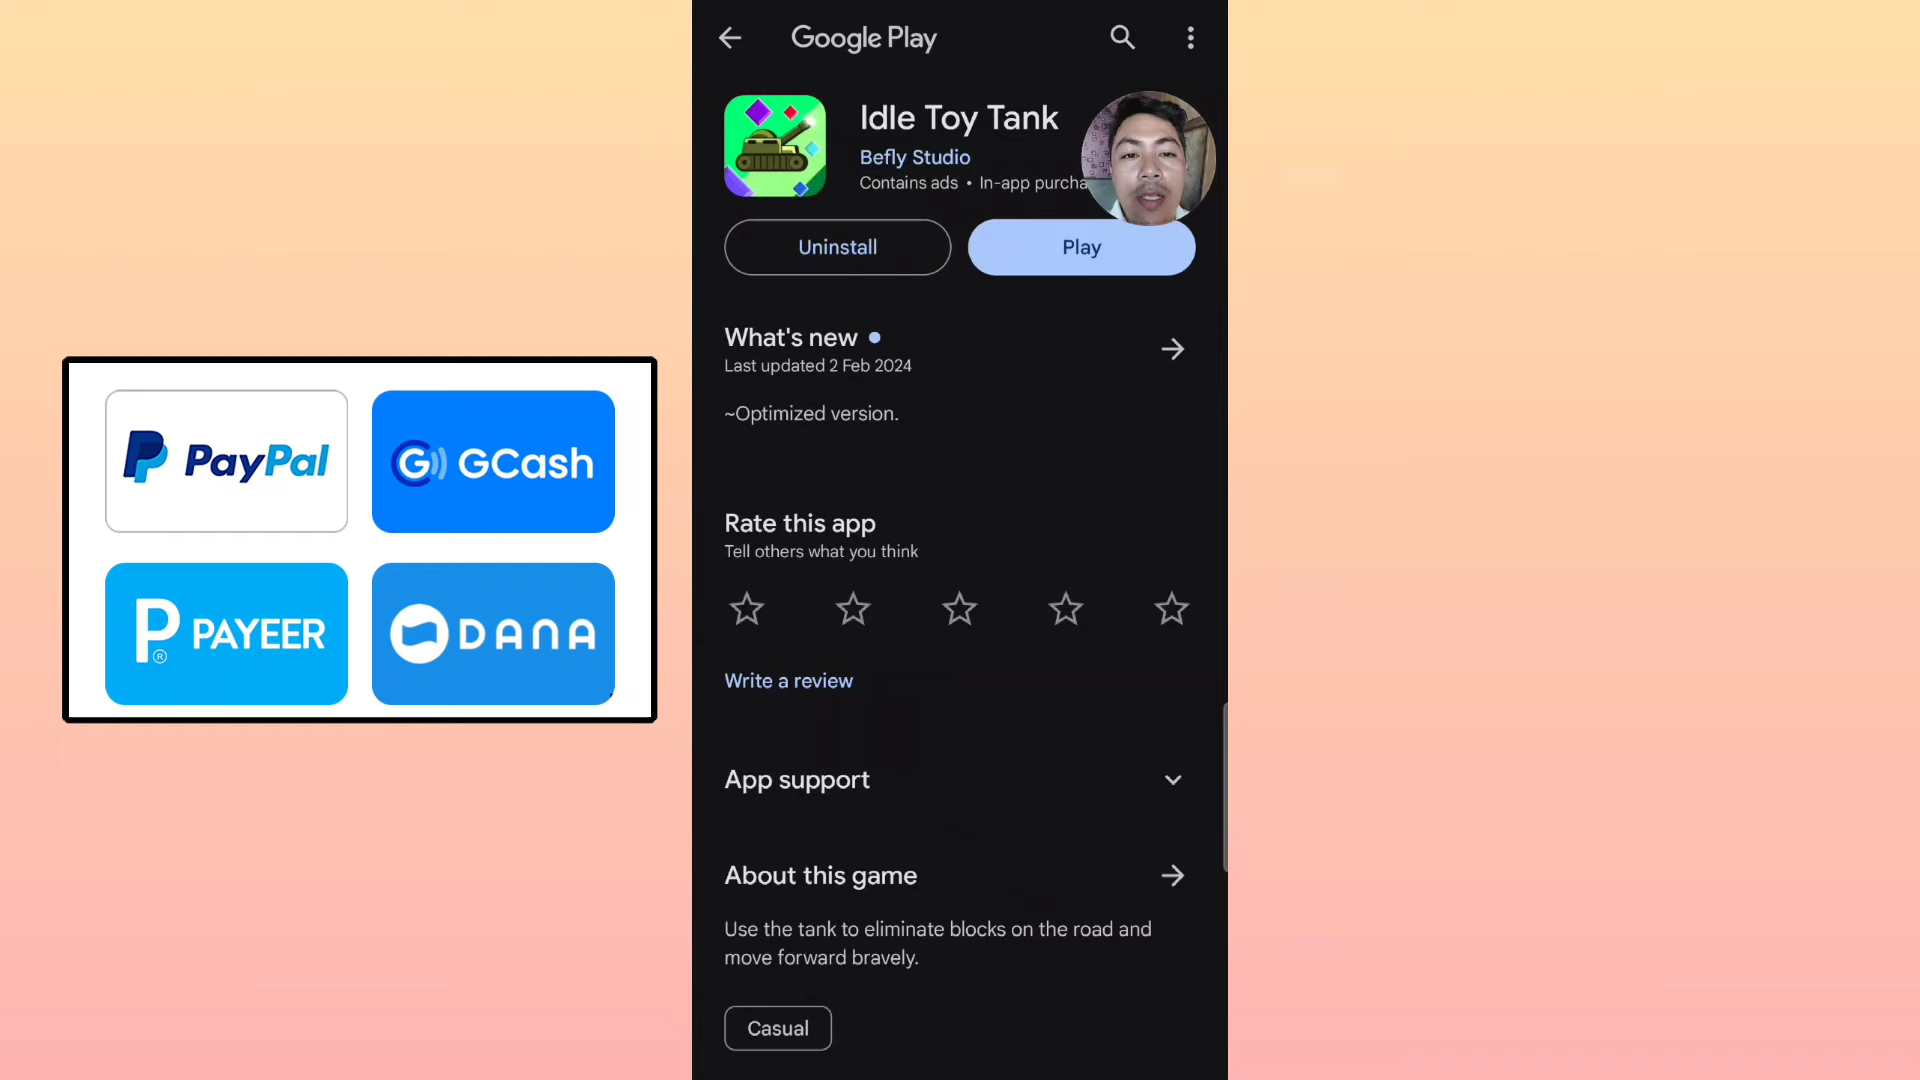 Google Play
Idle Toy Tank
Befly Studio
Contains ads • In-app purcha
Uninstall
Play
What's new
Last updated 2 Feb 2024
~Optimized version.
Rate this app
Tell others what you think
Write a review
App support
About this game
Use the tank to eliminate blocks on the road and
move forward bravely.
Casual
PayPal
GCash
PAYEER
DANA